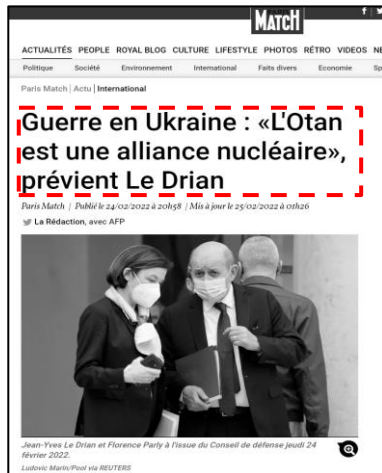 MATCH
ACTUALITÉS PEOPLE ROYAL BLOG CULTURE LIFESTYLE PHOTOS RÉTRO VIDEOS
Politique Société Environnement International Faits divers Economie
Paris Match | Actu | International
Guerre en Ukraine : «L'Otan
est une alliance nucléaire»,
prévient Le Drian
Paris Match | Publié le 24/02/2022 à 20h58 | Mis à jour le 25/02/2022 à 01h26
La Rédaction, avec AFP
Jean-Yves Le Drian et Florence Parly à l'issue du Conseil de défense jeudi 24
février 2022.
Ludovic Marin/Pool via REUTERS